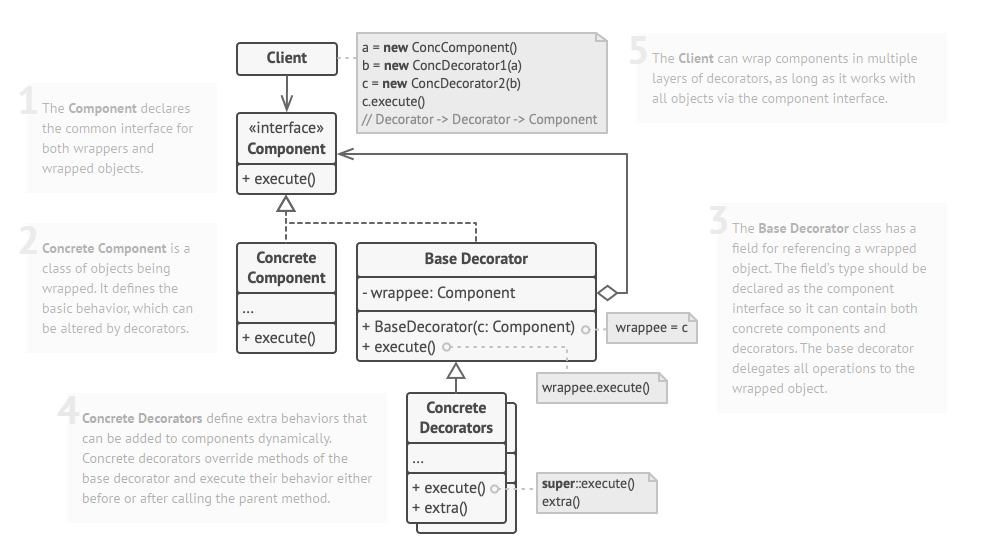 Client
a = new ConcComponent()
b = new ConcDecorator1(a)
c = new ConcDecorator2(b)
c.execute()
// Decorator -> Decorator -> Component
5
The Client can wrap components in multiple
layers of decorators, as long as it works with
all objects via the component interface.
1
The Component declares
the common interface for
both wrappers and
wrapped objects.
«interface»
Component
+ execute()
2
Concrete Component is a
class of objects being
wrapped. It defines the
basic behavior, which can
be altered by decorators.
Concrete
Component
...
+ execute()
Base Decorator
- wrappee: Component
+ BaseDecorator(c: Component)
+ execute()
wrappee = c
wrappee.execute()
3
The Base Decorator class has a
field for referencing a wrapped
object. The field's type should be
declared as the component
interface so it can contain both
concrete components and
decorators. The base decorator
delegates all operations to the
wrapped object.
4
Concrete Decorators define extra behaviors that
can be added to components dynamically.
Concrete decorators override methods of the
base decorator and execute their behavior either
before or after calling the parent method.
Concrete
Decorators
...
+ execute()
+ extra()
super::execute()
extra()